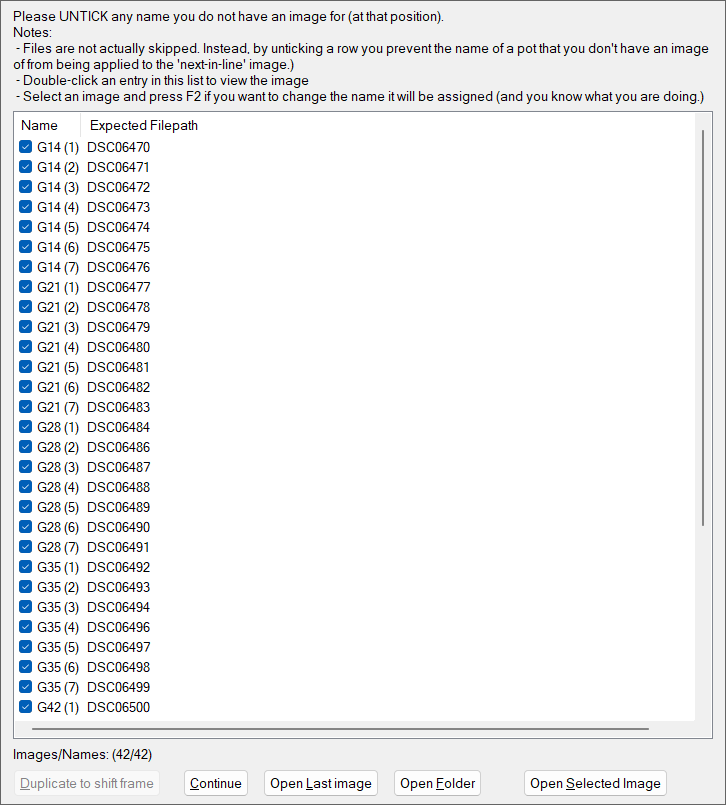 Please UNTICK any name you do not have an image for (at that position).
Notes:
- Files are not actually skipped. Instead, by unticking a row you prevent the name of a pot that you don't have an image
of from being applied to the 'next-in-line' image.)
- Double-click an entry in this list to view the image
- Select an image and press F2 if you want to change the name it will be assigned (and you know what you are doing.)
Name Expected Filepath
G14 (1) DSC06470
G14 (2) DSC06471
G14 (3) DSC06472
G14 (4) DSC06473
G14 (5) DSC06474
G14 (6) DSC06475
G14 (7) DSC06476
G21 (1) DSC06477
G21 (2) DSC06478
G21 (3) DSC06479
G21 (4) DSC06480
G21 (5) DSC06481
G21 (6) DSC06482
G21 (7) DSC06483
G28 (1) DSC06484
G28 (2) DSC06486
G28 (3) DSC06487
G28 (4) DSC06488
G28 (5) DSC06489
G28 (6) DSC06490
G28 (7) DSC06491
G35 (1) DSC06492
G35 (2) DSC06493
G35 (3) DSC06494
G35 (4) DSC06496
G35 (5) DSC06497
G35 (6) DSC06498
G35 (7) DSC06499
G42 (1) DSC06500
Images/Names: (42/42)
Duplicate to shift frame Continue Open Last image Open Folder Open Selected Image